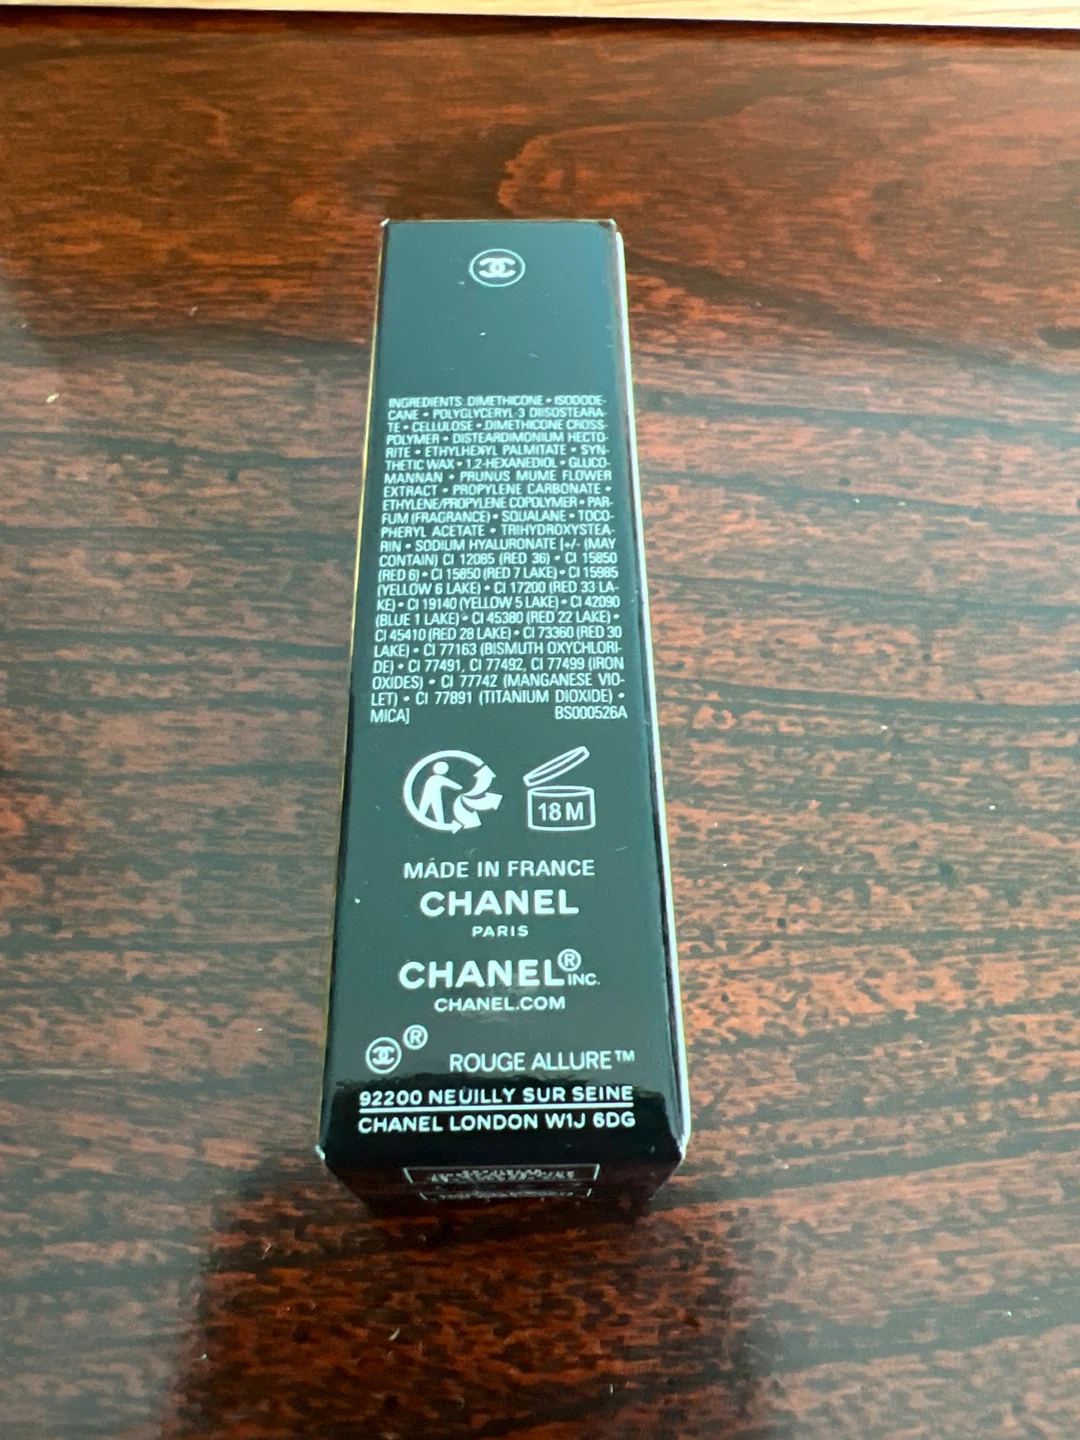 INGREDIENTS: DIMETHICONE • ISODODE-
CANE • POLYGLYCERYL-3 DIISOSTEARA-
TE • CELLULOSE • DIMETHICONE CROSS-
POLYMER • DISTEARDIMONIUM HECTO-
RITE • ETHYLHEXYL PALMITATE • SYN-
THETIC WAX • 1,2-HEXANEDIOL • GLUCO-
MANNAN • PRUNUS MUME FLOWER
EXTRACT • PROPYLENE CARBONATE •
ETHYLENE/PROPYLENE COPOLYMER • PAR-
FUM (FRAGRANCE) • SQUALANE • TOCO-
PHERYL ACETATE • TRIHYDROXYSTEA-
RIN • SODIUM HYALURONATE [+/- (MAY
CONTAIN) CI 12085 (RED 36) • CI 15850
(RED 6) • CI 15850 (RED 7 LAKE) • CI 15985
(YELLOW 6 LAKE) • CI 17200 (RED 33 LA-
KE) • CI 19140 (YELLOW 5 LAKE) • CI 42090
(BLUE 1 LAKE) • CI 45380 (RED 22 LAKE) •
CI 45410 (RED 28 LAKE) • CI 73360 (RED 30
LAKE) • CI 77163 (BISMUTH OXYCHLORI-
DE) • CI 77491, CI 77492, CI 77499 (IRON
OXIDES) • CI 77742 (MANGANESE VIO-
LET) • CI 77891 (TITANIUM DIOXIDE) •
MICA] BS000526A
18 M
MADE IN FRANCE
CHANEL
PARIS
CHANEL® INC.
CHANEL.COM
® ROUGE ALLURE™
92200 NEUILLY SUR SEINE
CHANEL LONDON W1J 6DG